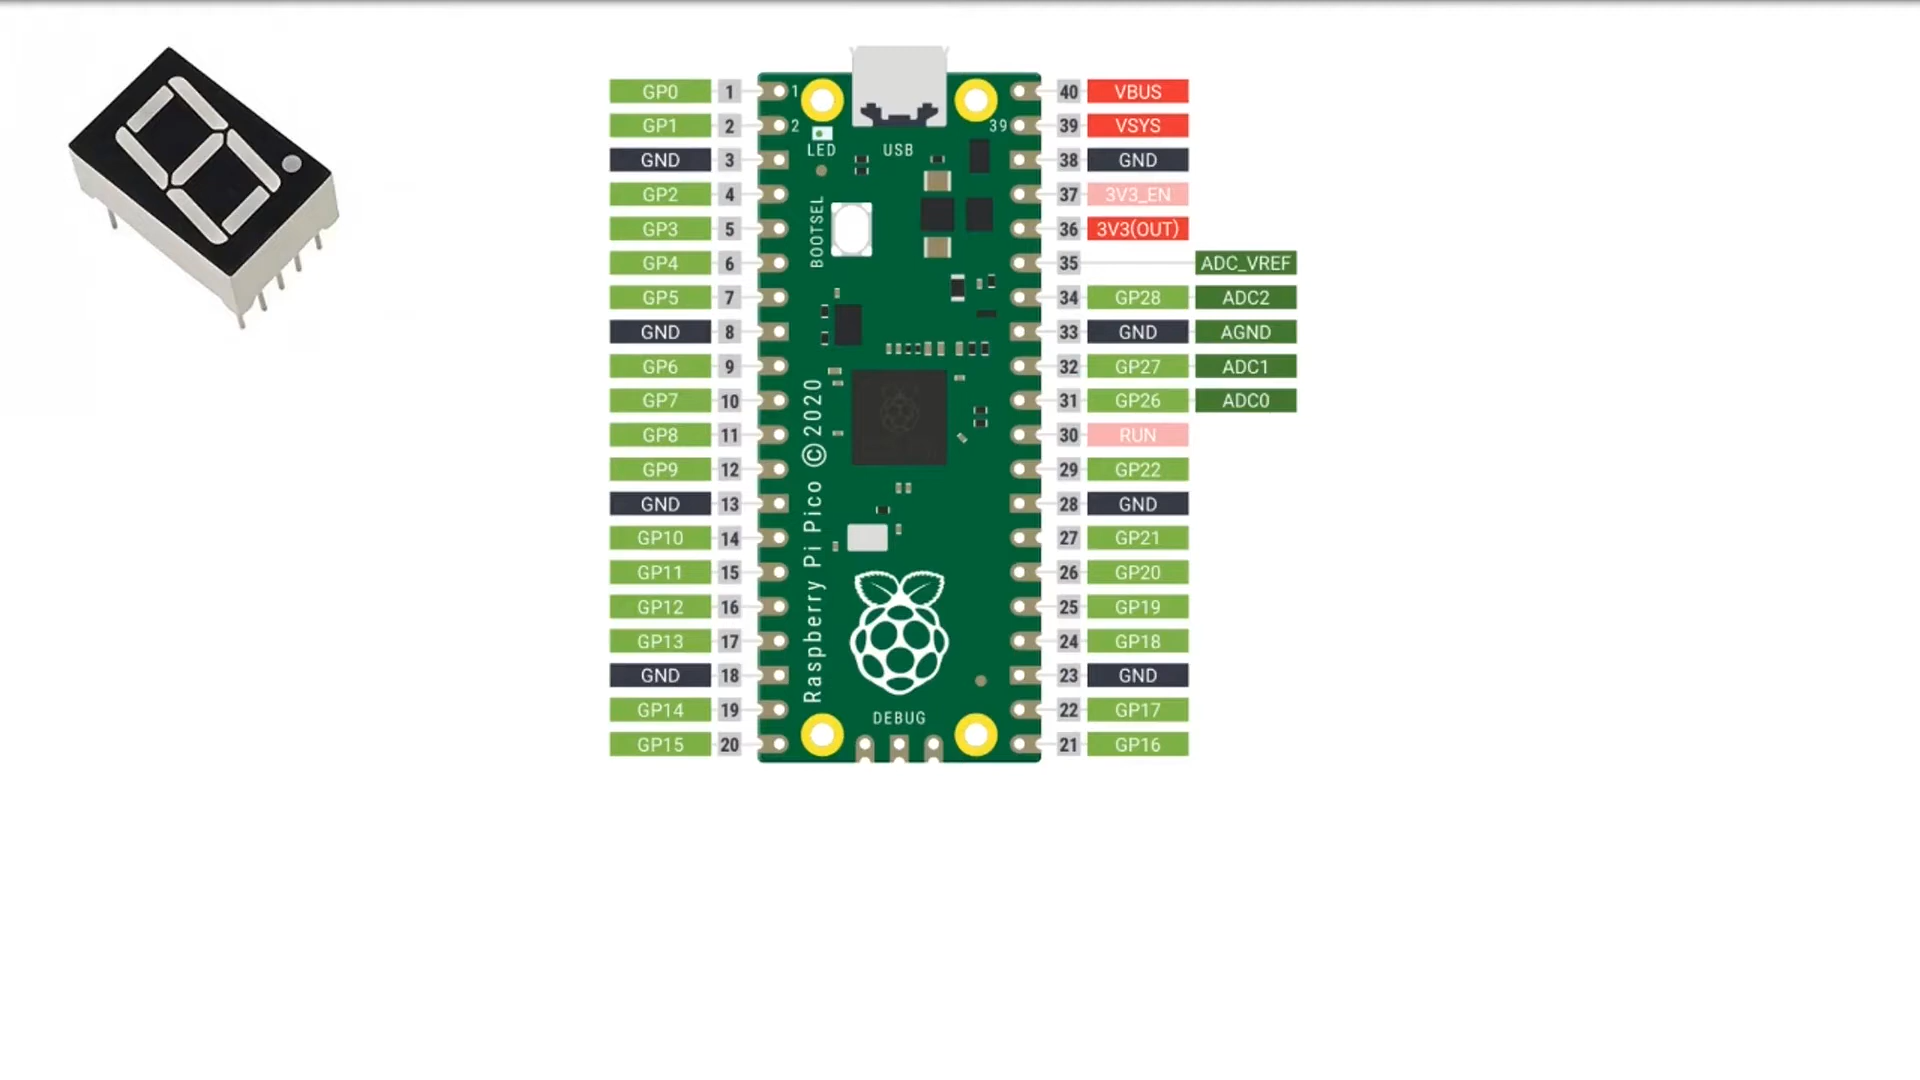 GP0 1 1 40 VBUS
GP1 2 2 39 39 VSYS
LED USB
GND 3 38 GND
GP2 4 37 3V3_EN
GP3 5 BOOTSEL 36 3V3(OUT)
GP4 6 35 ADC_VREF
GP5 7 34 GP28 ADC2
GND 8 33 GND AGND
GP6 9 32 GP27 ADC1
GP7 10 31 GP26 ADC0
GP8 11 30 RUN
GP9 12 29 GP22
GND 13 28 GND
GP10 14 27 GP21
Raspberry Pi Pico ©2020
GP11 15 26 GP20
GP12 16 25 GP19
GP13 17 24 GP18
GND 18 23 GND
GP14 19 DEBUG 22 GP17
GP15 20 21 GP16